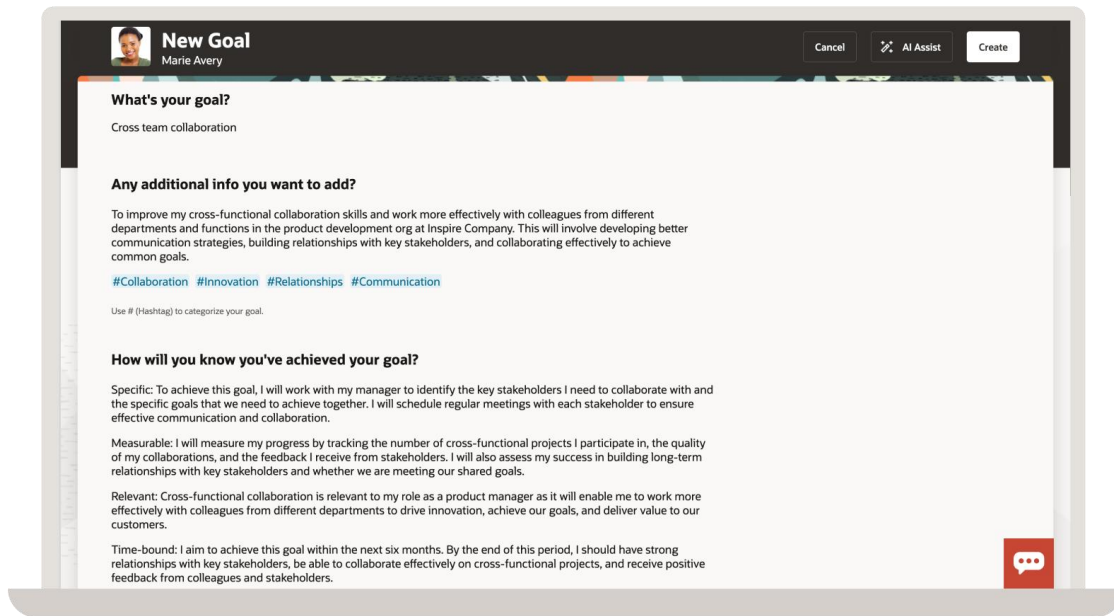 New Goal
Marie Avery
Cancel
AI Assist
Create
What's your goal?
Cross team collaboration
Any additional info you want to add?
To improve my cross-functional collaboration skills and work more effectively with colleagues from different
departments and functions in the product development org at Inspire Company. This will involve developing better
communication strategies, building relationships with key stakeholders, and collaborating effectively to achieve
common goals.
#Collaboration #Innovation #Relationships #Communication
Use # (Hashtag) to categorize your goal.
How will you know you've achieved your goal?
Specific: To achieve this goal, I will work with my manager to identify the key stakeholders I need to collaborate with and
the specific goals that we need to achieve together. I will schedule regular meetings with each stakeholder to ensure
effective communication and collaboration.
Measurable: I will measure my progress by tracking the number of cross-functional projects I participate in, the quality
of my collaborations, and the feedback I receive from stakeholders. I will also assess my success in building long-term
relationships with key stakeholders and whether we are meeting our shared goals.
Relevant: Cross-functional collaboration is relevant to my role as a product manager as it will enable me to work more
effectively with colleagues from different departments to drive innovation, achieve our goals, and deliver value to our
customers.
Time-bound: I aim to achieve this goal within the next six months. By the end of this period, I should have strong
relationships with key stakeholders, be able to collaborate effectively on cross-functional projects, and receive positive
feedback from colleagues and stakeholders.